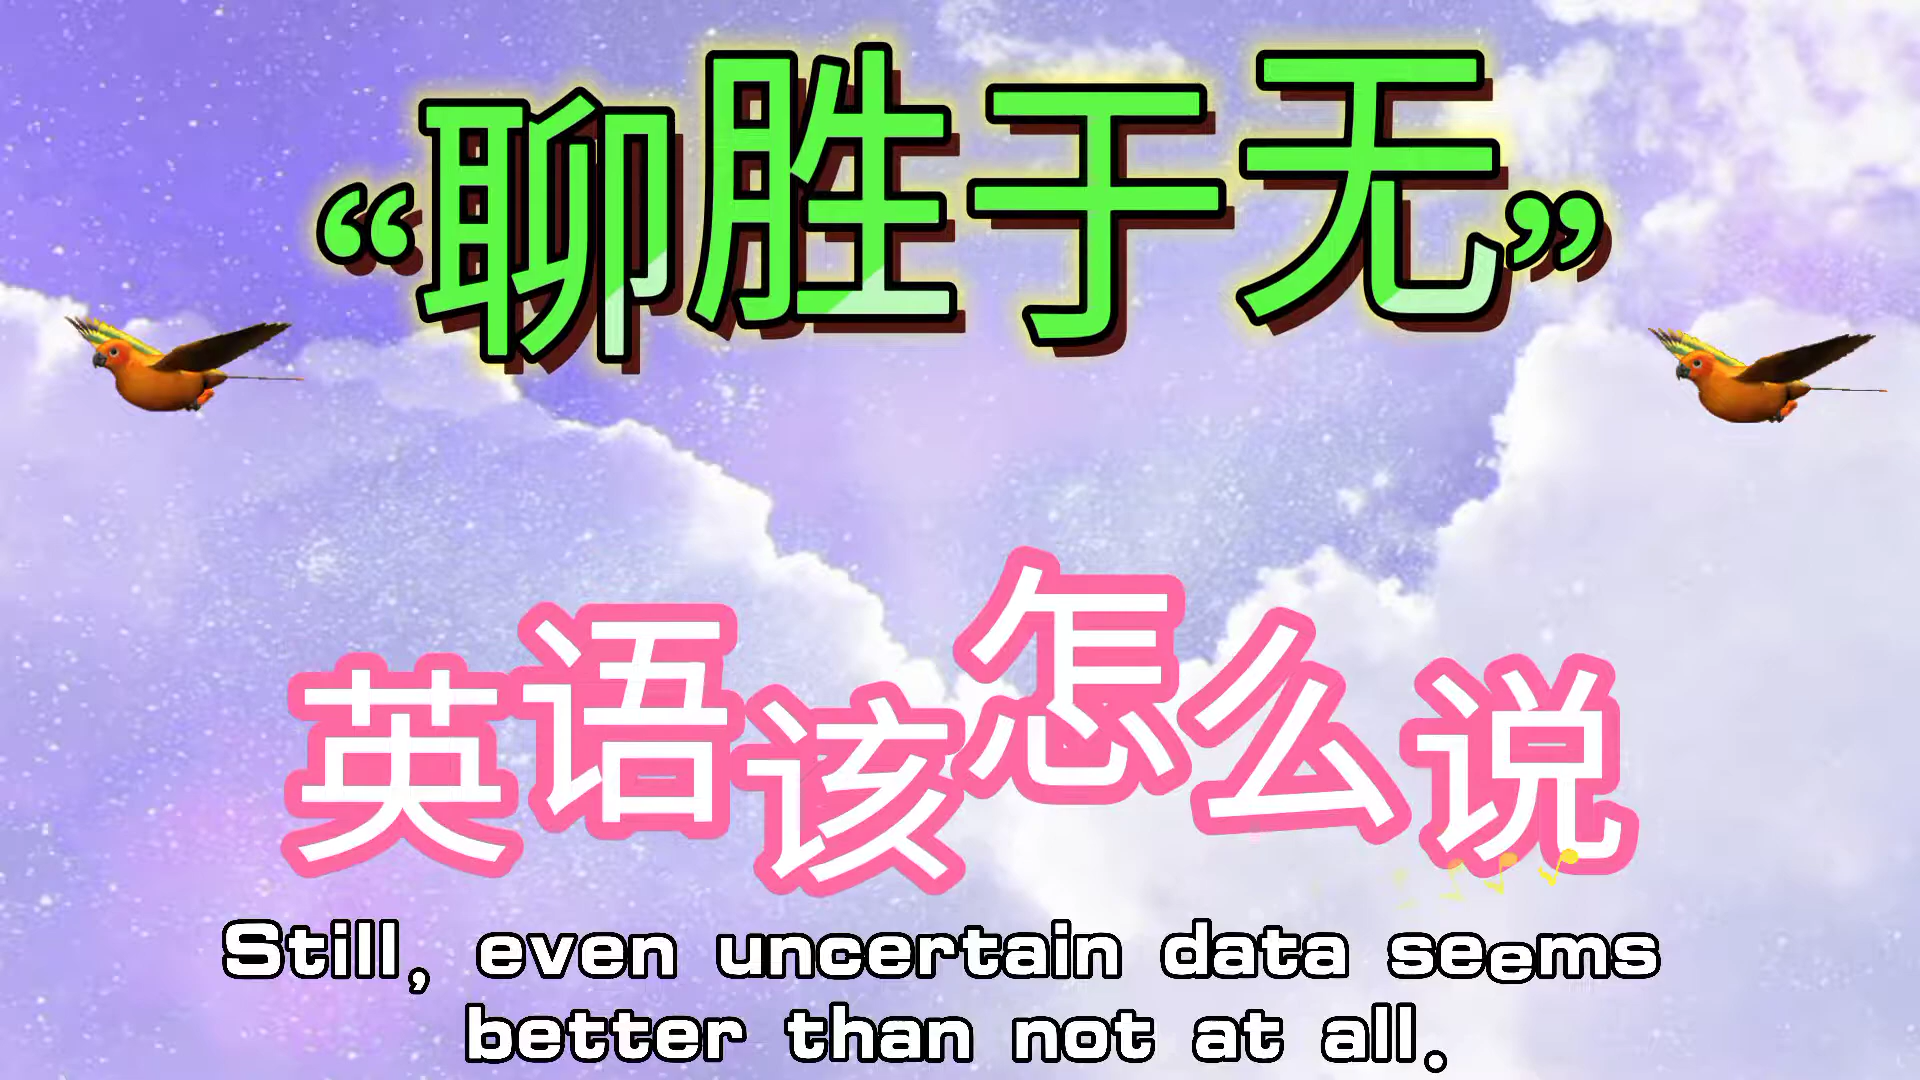 “聊胜于无”
英语该怎么说
Still, even uncertain data seems
better than not at all.